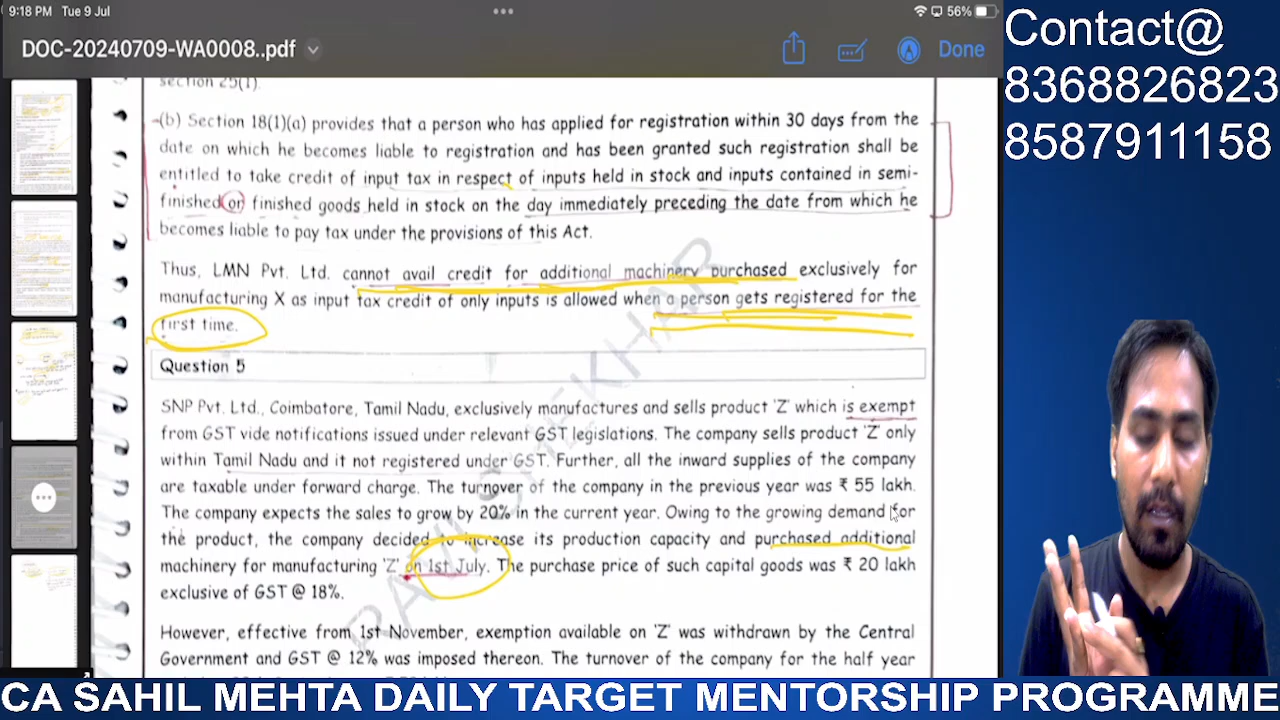 9:18 PM Tue 9 Jul
56%
DOC-20240709-WA0008..pdf
Done
Contact@
8368826823
8587911158
section 25(1).
(b) Section 18(1)(a) provides that a person who has applied for registration within 30 days from the
date on which he becomes liable to registration and has been granted such registration shall be
entitled to take credit of input tax in respect of inputs held in stock and inputs contained in semi-
finished or finished goods held in stock on the day immediately preceding the date from which he
becomes liable to pay tax under the provisions of this Act.
Thus, LMN Pvt. Ltd. cannot avail credit for additional machinery purchased exclusively for
manufacturing X as input tax credit of only inputs is allowed when a person gets registered for the
first time.
Question 5
SNP Pvt. Ltd., Coimbatore, Tamil Nadu, exclusively manufactures and sells product 'Z' which is exempt
from GST vide notifications issued under relevant GST legislations. The company sells product 'Z' only
within Tamil Nadu and it not registered under GST. Further, all the inward supplies of the company
are taxable under forward charge. The turnover of the company in the previous year was ₹ 55 lakh.
The company expects the sales to grow by 20% in the current year. Owing to the growing demand for
the product, the company decided to increase its production capacity and purchased additional
machinery for manufacturing 'Z' on 1st July. The purchase price of such capital goods was ₹ 20 lakh
exclusive of GST @ 18%.
However, effective from 1st November, exemption available on 'Z' was withdrawn by the Central
Government and GST @ 12% was imposed thereon. The turnover of the company for the half year
CA SAHIL MEHTA DAILY TARGET MENTORSHIP PROGRAMME